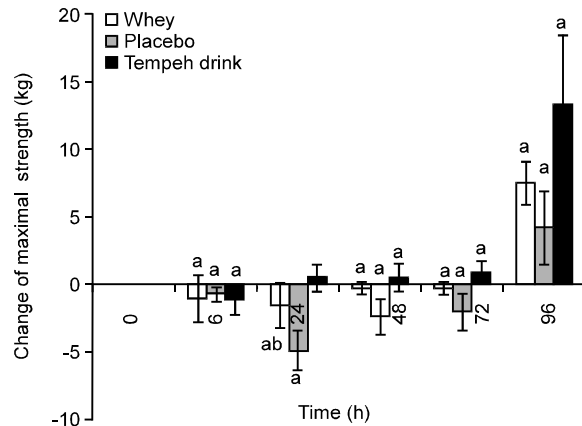 Change of maximal strength (kg)
20
15
10
5
0
-5
-10
Whey
Placebo
Tempeh drink
a a a
ab
a
a a a
a a a
a a a
0 6 24 48 72 96
Time (h)